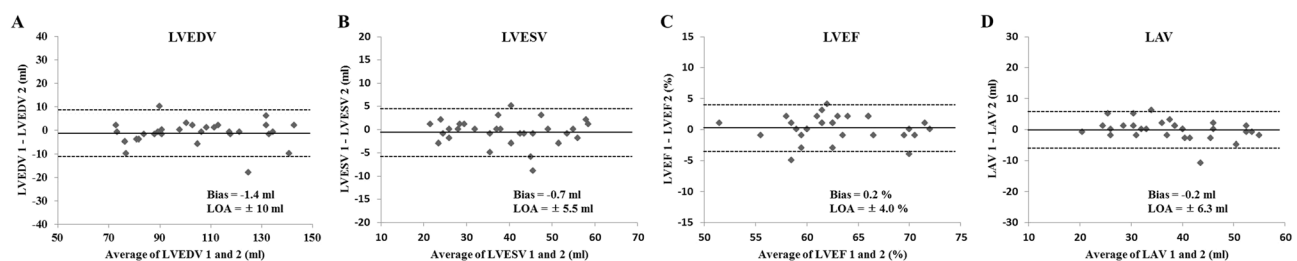 A
LVEDV
LVEDV 1 - LVEDV 2 (ml)
40
30
20
10
0
-10
-20
-30
-40
Bias = -1.4 ml
LOA = ± 10 ml
50
70
90
110
130
150
Average of LVEDV 1 and 2 (ml)
B
LVESV
LVESV 1 - LVESV 2 (ml)
20
15
10
5
0
-5
-10
-15
-20
Bias = -0.7 ml
LOA = ± 5.5 ml
10
20
30
40
50
60
70
Average of LVESV 1 and 2 (ml)
C
LVEF
LVEF 1 - LVEF 2 (%)
15
10
5
0
-5
-10
-15
Bias = 0.2 %
LOA = ± 4.0 %
50
55
60
65
70
75
Average of LVEF 1 and 2 (%)
D
LAV
LAV 1 - LAV 2 (ml)
30
20
10
0
-10
-20
-30
Bias = -0.2 ml
LOA = ± 6.3 ml
10
20
30
40
50
60
Average of LAV 1 and 2 (ml)